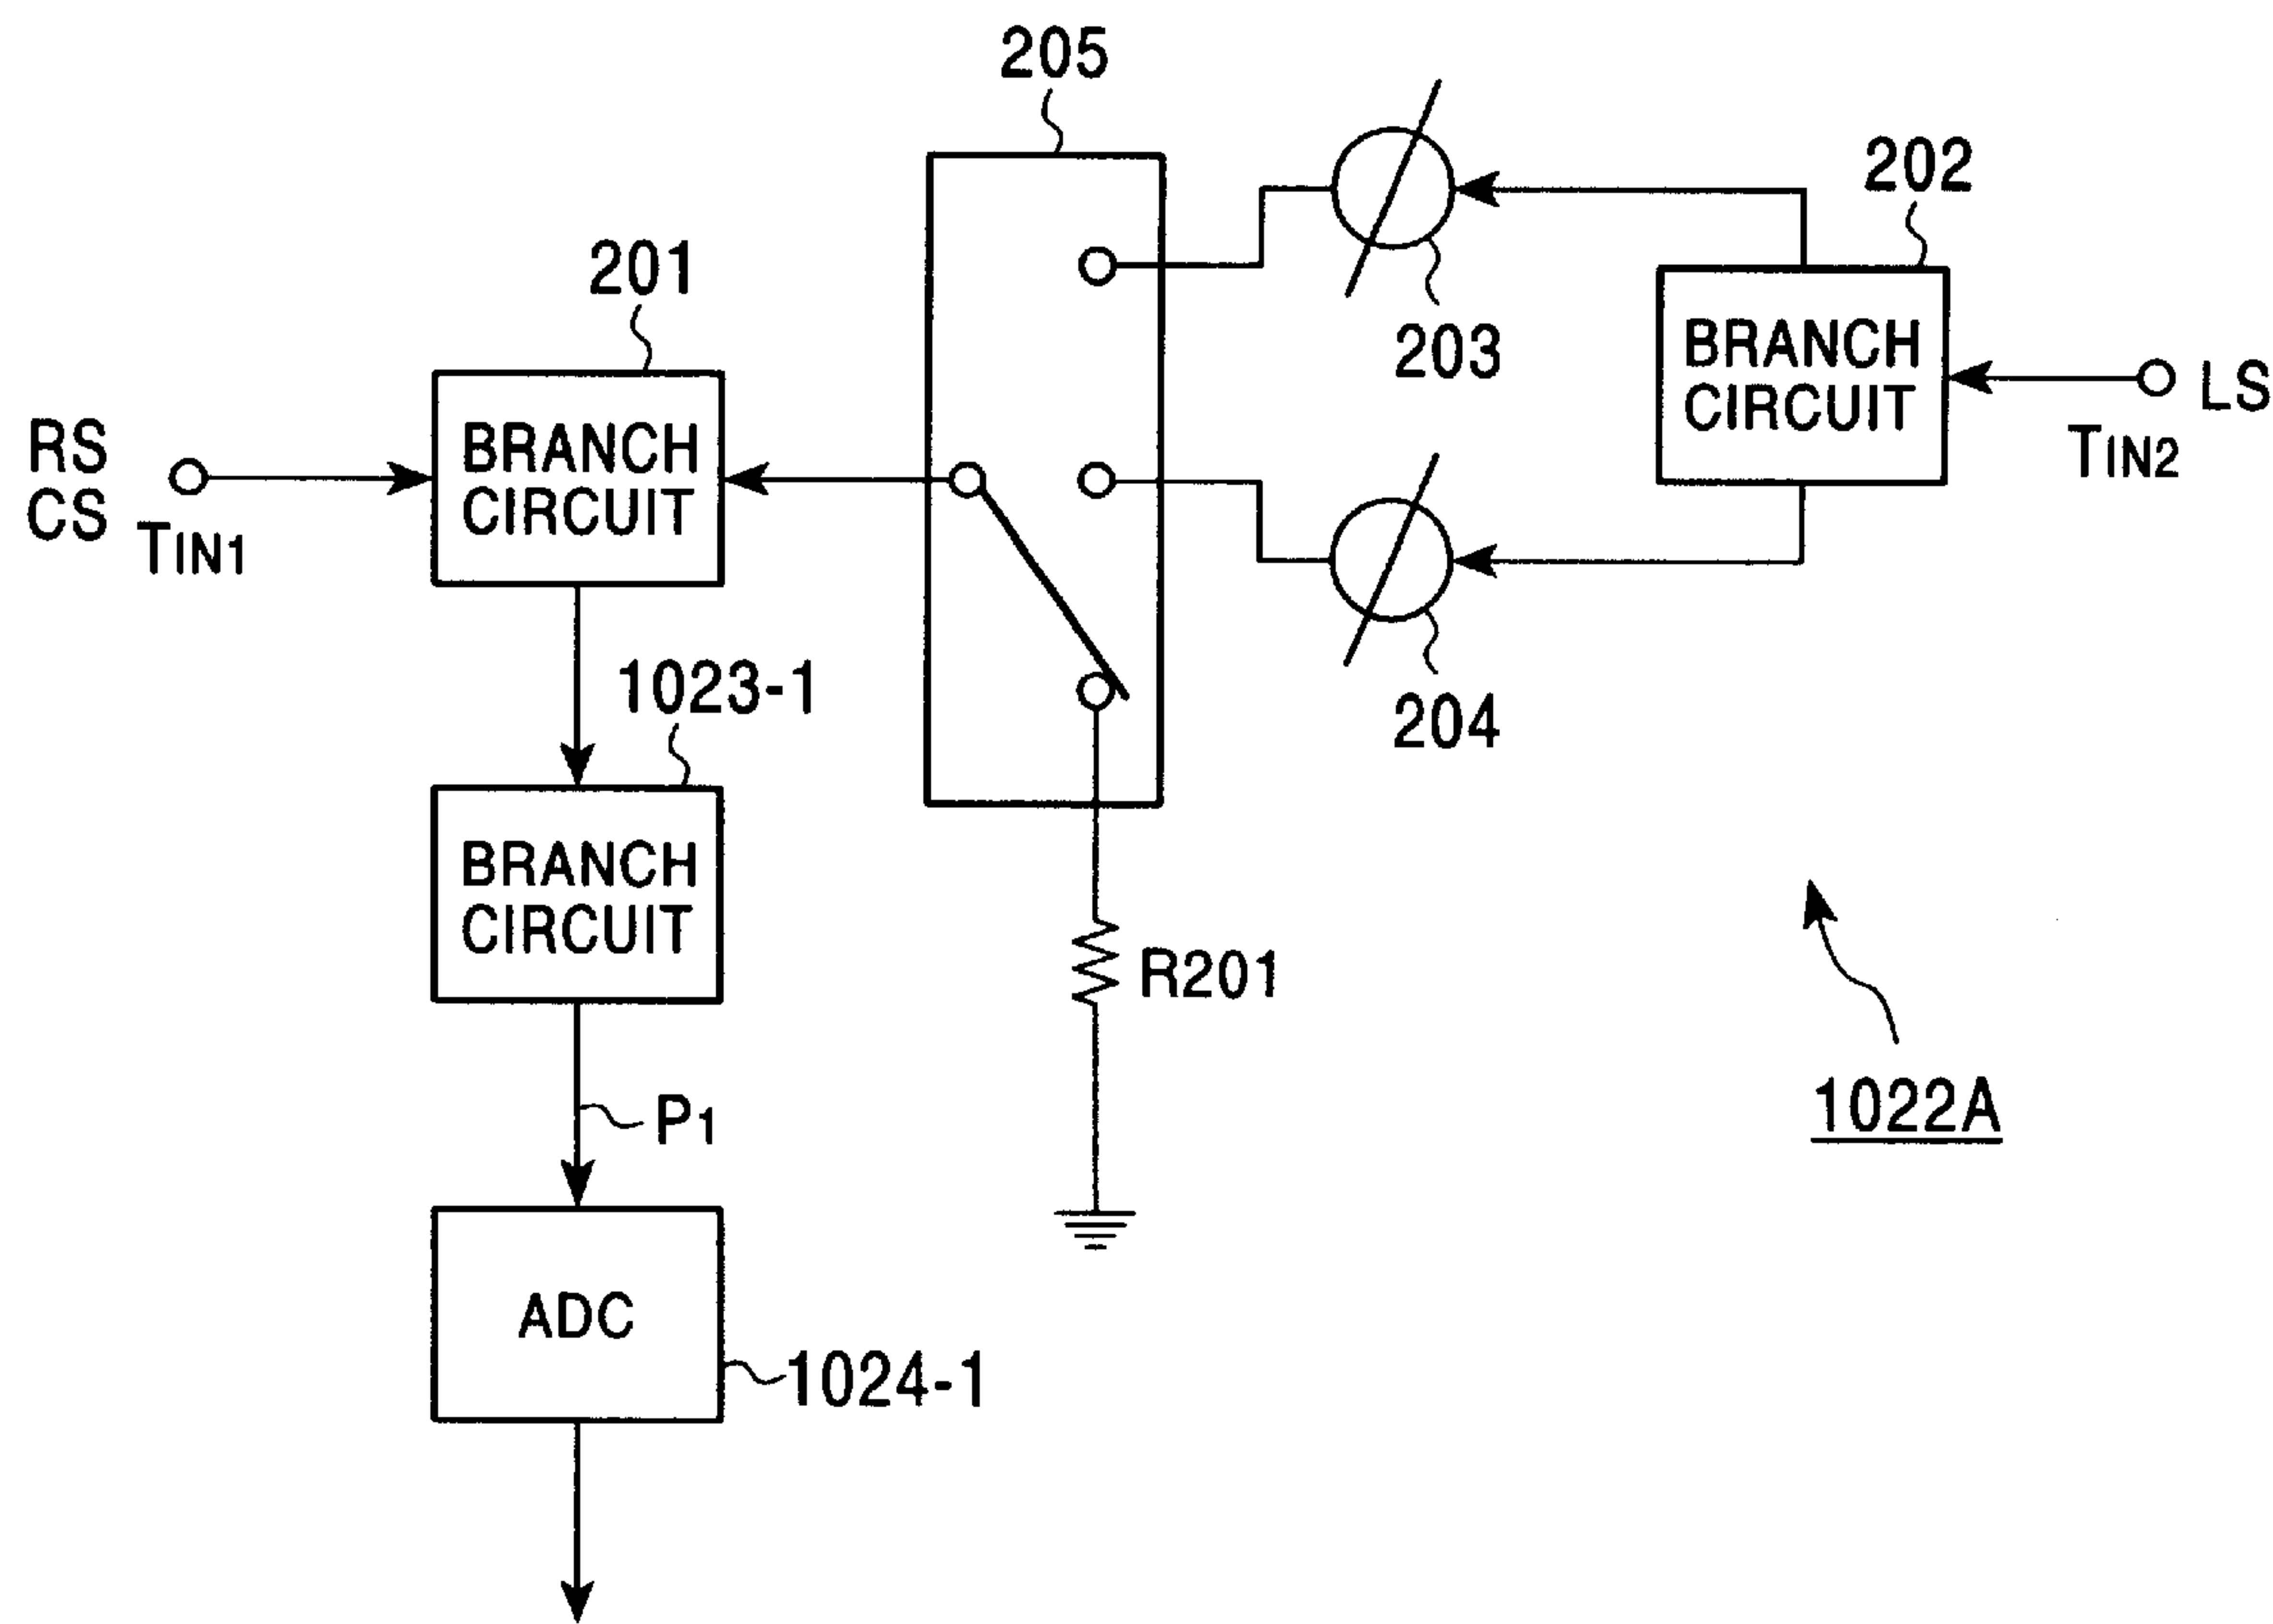 205
202
201
203
BRANCH
CIRCUIT
LS
TIN2
RS
CS
TIN1
BRANCH
CIRCUIT
204
1023-1
BRANCH
CIRCUIT
R201
P1
1022A
ADC
1024-1